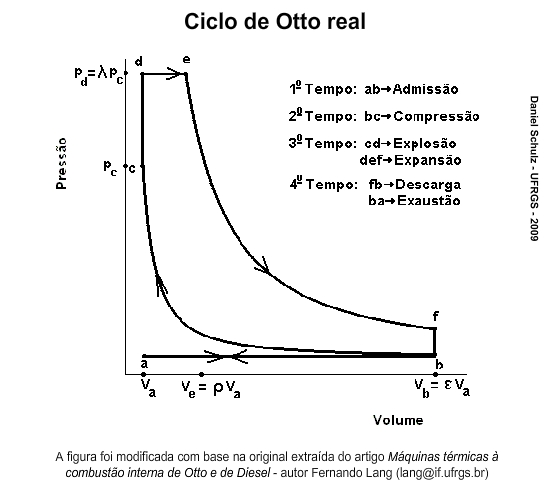 Ciclo de Otto real
d
e
p_d=λp_c
1º Tempo: ab→Admissão
2º Tempo: bc→Compressão
3º Tempo: cd→Explosão
def→Expansão
4º Tempo: fb→Descarga
ba→Exaustão
Pressão
p_c
c
f
a
b
V_a
V_e = ρV_a
V_b = εV_a
Volume
Daniel Schulz - UFRGS - 2009
A figura foi modificada com base na original extraída do artigo Máquinas térmicas à
combustão interna de Otto e de Diesel - autor Fernando Lang (lang@if.ufrgs.br)